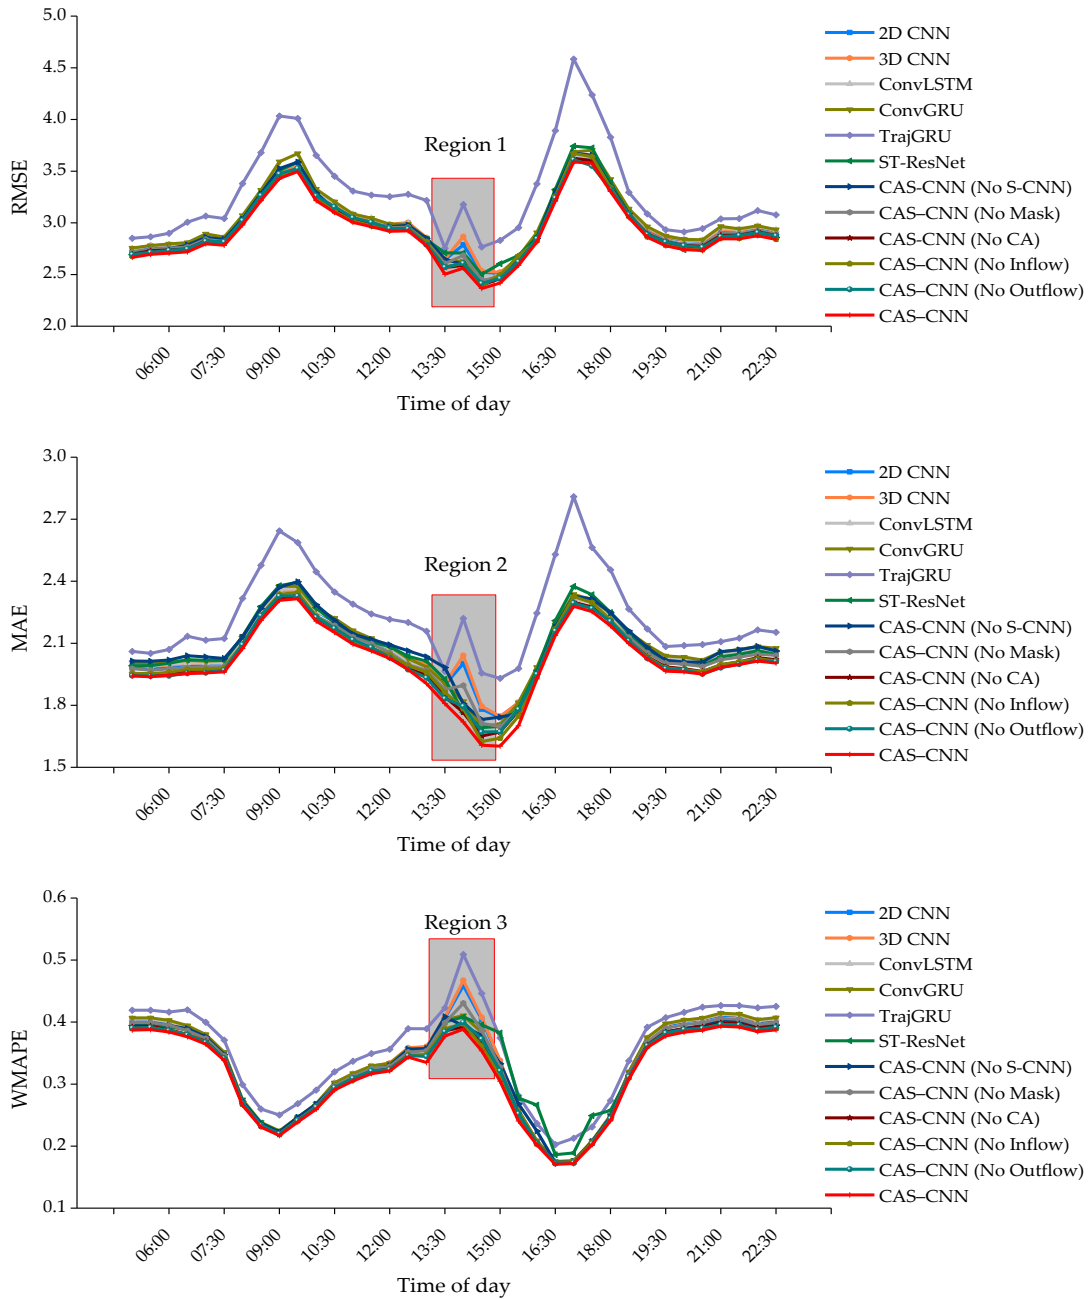 5.0
4.5
4.0
3.5
3.0
2.5
2.0
RMSE
Region 1
06:00
07:30
09:00
10:30
12:00
13:30
15:00
16:30
18:00
19:30
21:00
22:30
Time of day
2D CNN
3D CNN
ConvLSTM
ConvGRU
TrajGRU
ST-ResNet
CAS-CNN (No S-CNN)
CAS–CNN (No Mask)
CAS-CNN (No CA)
CAS–CNN (No Inflow)
CAS–CNN (No Outflow)
CAS–CNN
3.0
2.7
2.4
2.1
1.8
1.5
MAE
Region 2
06:00
07:30
09:00
10:30
12:00
13:30
15:00
16:30
18:00
19:30
21:00
22:30
Time of day
2D CNN
3D CNN
ConvLSTM
ConvGRU
TrajGRU
ST-ResNet
CAS-CNN (No S-CNN)
CAS–CNN (No Mask)
CAS-CNN (No CA)
CAS–CNN (No Inflow)
CAS–CNN (No Outflow)
CAS–CNN
0.6
0.5
0.4
0.3
0.2
0.1
WMAPE
Region 3
06:00
07:30
09:00
10:30
12:00
13:30
15:00
16:30
18:00
19:30
21:00
22:30
Time of day
2D CNN
3D CNN
ConvLSTM
ConvGRU
TrajGRU
ST-ResNet
CAS-CNN (No S-CNN)
CAS–CNN (No Mask)
CAS-CNN (No CA)
CAS–CNN (No Inflow)
CAS–CNN (No Outflow)
CAS–CNN